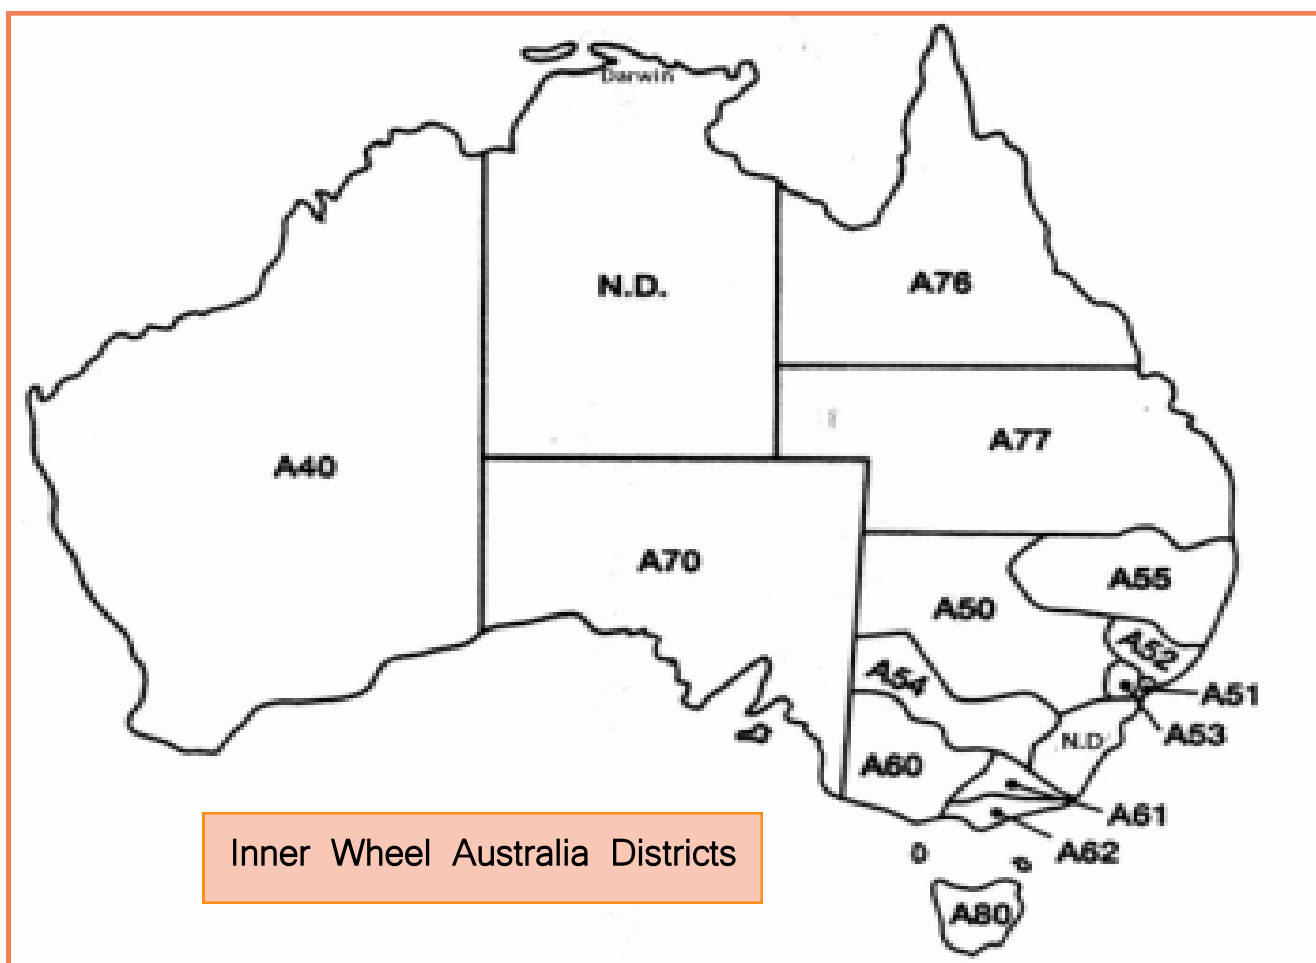 Darwin
N.D.
A76
A77
A40
A70
A55
A50
A52
A54
A51
A53
N.D
A60
A61
A62
A80
Inner Wheel Australia Districts